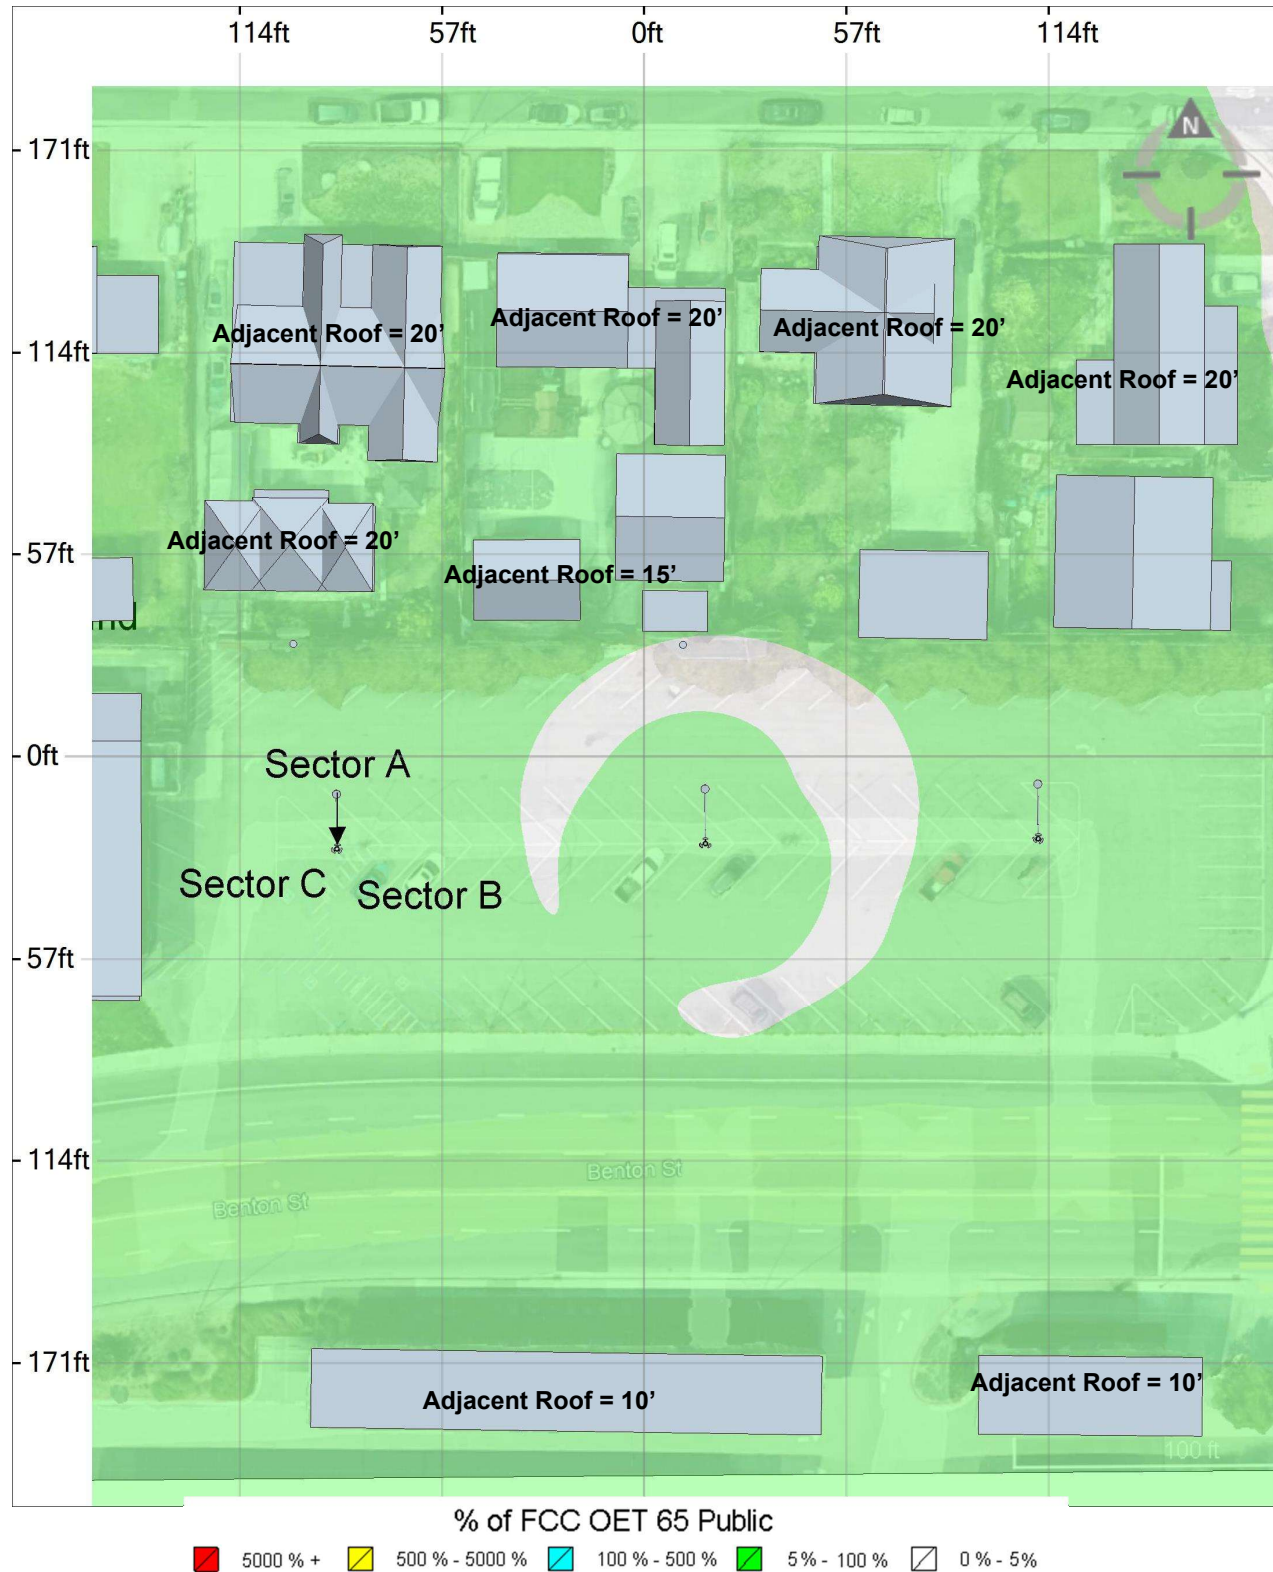 114ft 57ft 0ft 57ft 114ft
N
171ft
Adjacent Roof = 20’
Adjacent Roof = 20’
Adjacent Roof = 20’
114ft
Adjacent Roof = 20’
57ft
Adjacent Roof = 20’
Adjacent Roof = 15’
0ft
Sector A
Sector C
Sector B
57ft
114ft
Benton St
Benton St
171ft
Adjacent Roof = 10’
Adjacent Roof = 10’
100 ft
% of FCC OET 65 Public
5000 % + 500 % - 5000 % 100 % - 500 % 5 % - 100 % 0 % - 5%